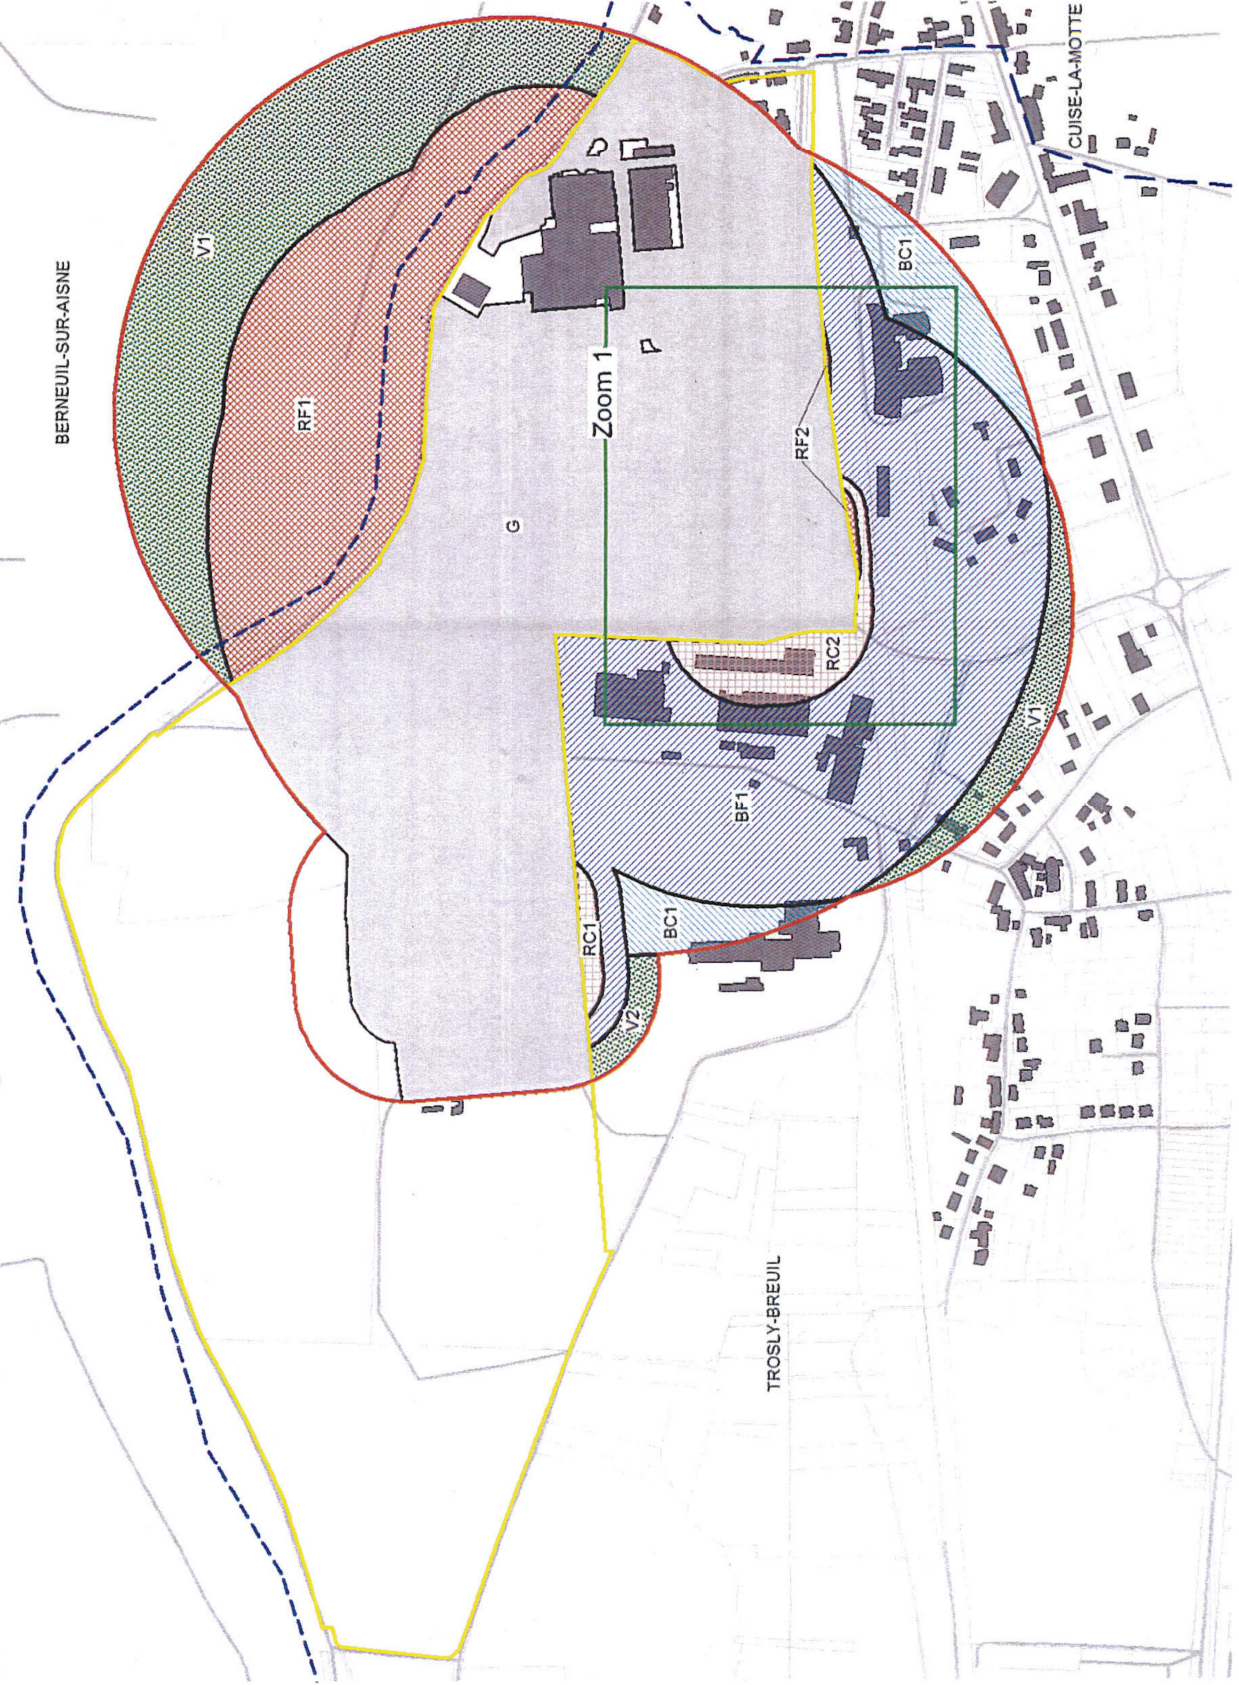 BERNEUIL-SUR-AISNE
V1
RF1
G
Zoom 1
RF2
BC1
CUISE-LA-MOTTE
RC2
BF1
V1
RC1
BC1
V2
TROSLY-BREUIL